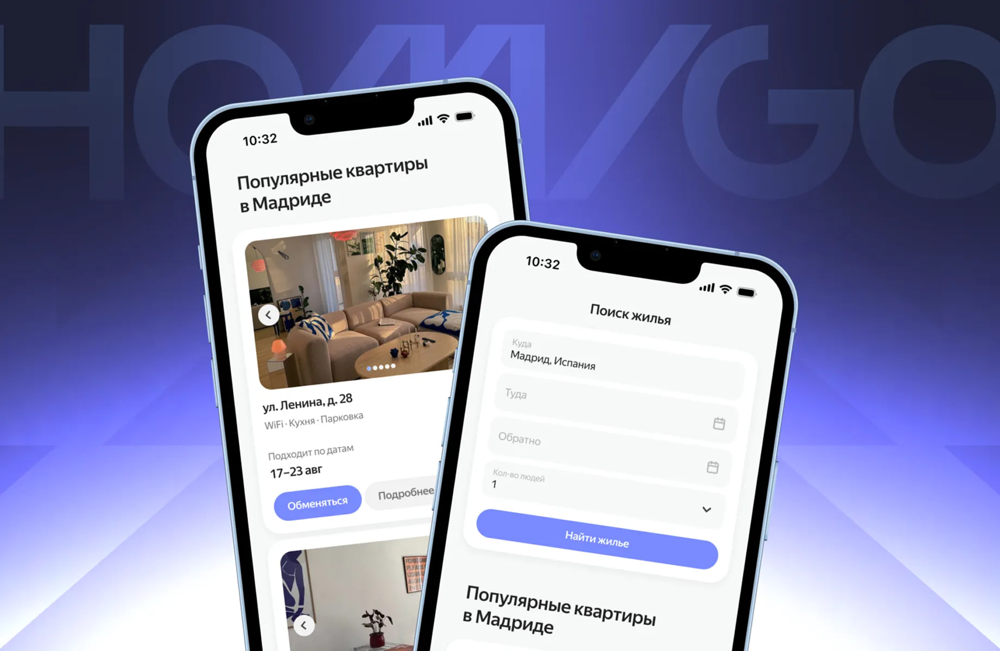 HOM/GO
10:32
Популярные квартиры
в Мадриде
ул. Ленина, д. 28
WiFi · Кухня · Парковка
Подходит по датам
17–23 авг
Обменяться
Подробнее
10:32
Поиск жилья
Куда
Мадрид, Испания
Туда
Обратно
Кол-во людей
1
Найти жилье
Популярные квартиры
в Мадриде